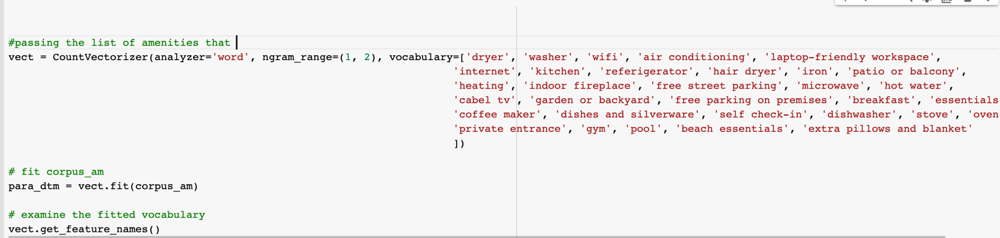 #passing the list of amenities that
vect = CountVectorizer(analyzer='word', ngram_range=(1, 2), vocabulary=['dryer', 'washer', 'wifi', 'air conditioning', 'laptop-friendly workspace',
'internet', 'kitchen', 'referigerator', 'hair dryer', 'iron', 'patio or balcony',
'heating', 'indoor fireplace', 'free street parking', 'microwave', 'hot water',
'cabel tv', 'garden or backyard', 'free parking on premises', 'breakfast', 'essentials
'coffee maker', 'dishes and silverware', 'self check-in', 'dishwasher', 'stove', 'oven
'private entrance', 'gym', 'pool', 'beach essentials', 'extra pillows and blanket'
])
# fit corpus_am
para_dtm = vect.fit(corpus_am)
# examine the fitted vocabulary
vect.get_feature_names()